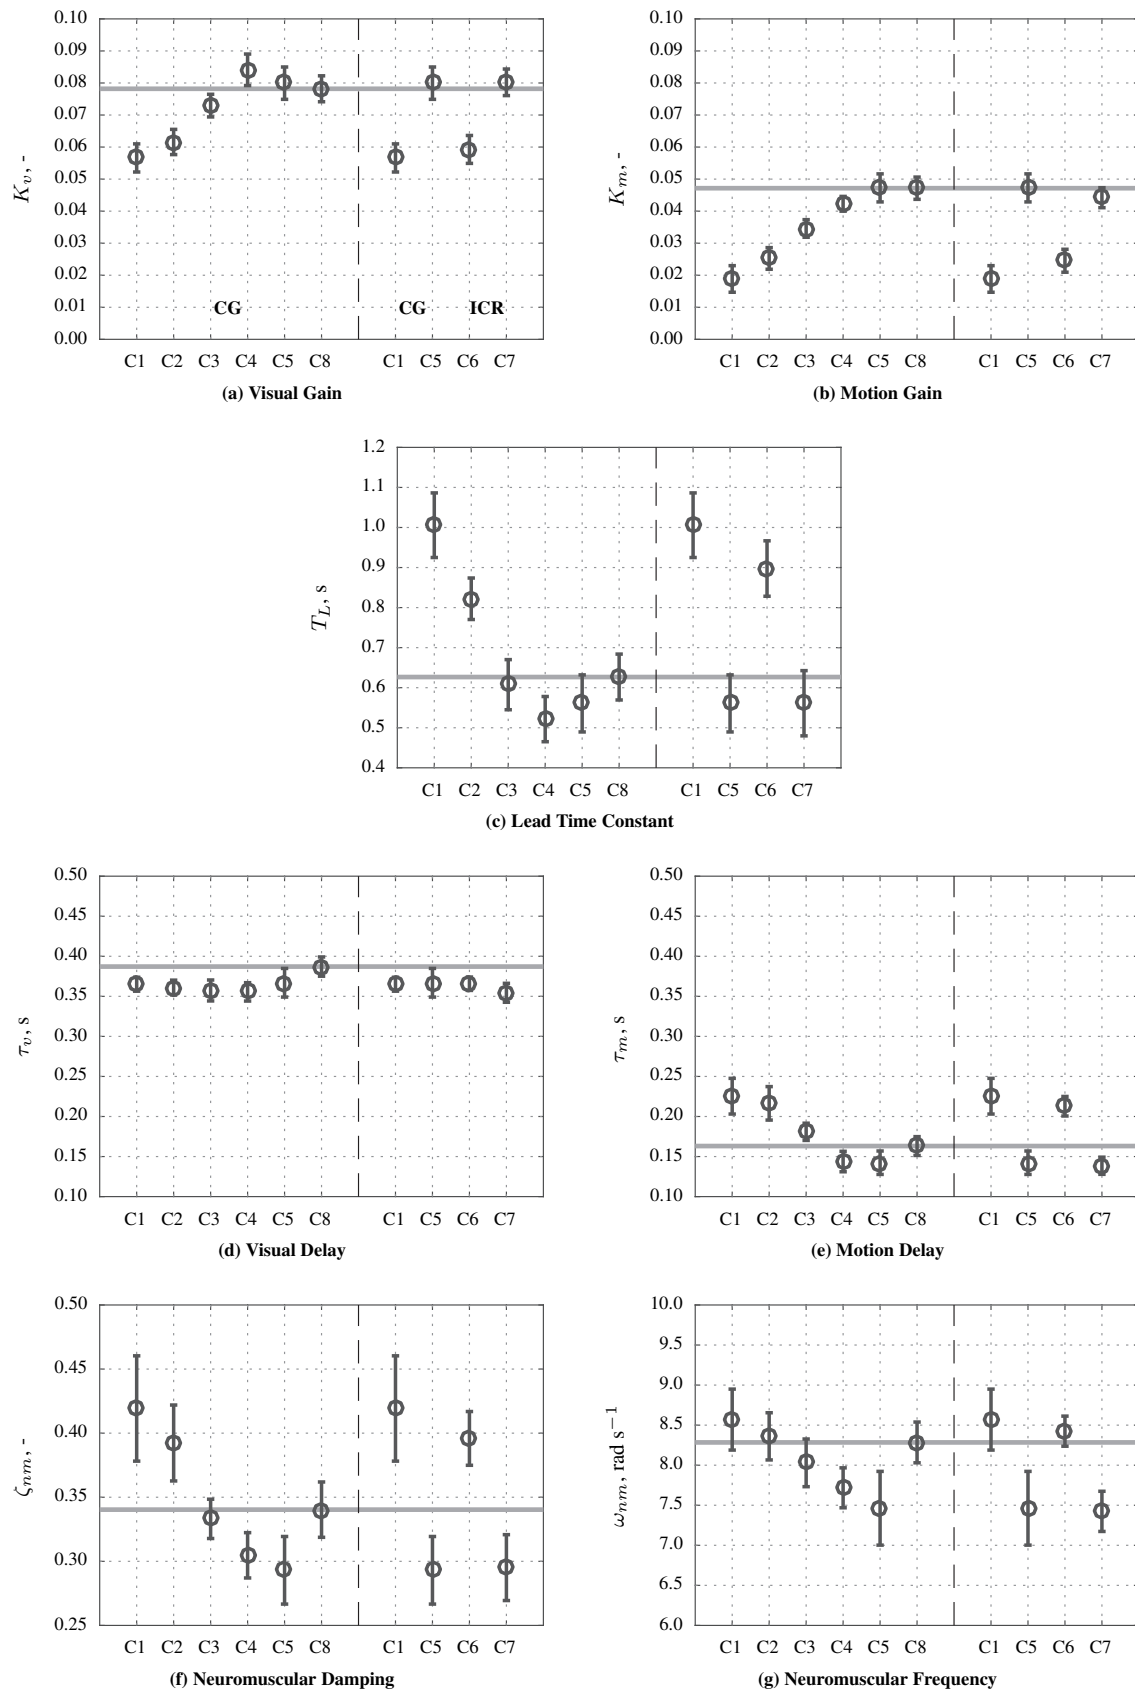 0.10
0.09
0.08
0.07
0.06
0.05
0.04
0.03
0.02
0.01
0.00
K_v, -
CG
CG ICR
C1 C2 C3 C4 C5 C8 C1 C5 C6 C7
(a) Visual Gain
0.10
0.09
0.08
0.07
0.06
0.05
0.04
0.03
0.02
0.01
0.00
K_m, -
C1 C2 C3 C4 C5 C8 C1 C5 C6 C7
(b) Motion Gain
1.2
1.1
1.0
0.9
0.8
0.7
0.6
0.5
0.4
T_L, s
C1 C2 C3 C4 C5 C8 C1 C5 C6 C7
(c) Lead Time Constant
0.50
0.45
0.40
0.35
0.30
0.25
0.20
0.15
0.10
τ_v, s
C1 C2 C3 C4 C5 C8 C1 C5 C6 C7
(d) Visual Delay
0.50
0.45
0.40
0.35
0.30
0.25
0.20
0.15
0.10
τ_m, s
C1 C2 C3 C4 C5 C8 C1 C5 C6 C7
(e) Motion Delay
0.50
0.45
0.40
0.35
0.30
0.25
ζ_nm, -
C1 C2 C3 C4 C5 C8 C1 C5 C6 C7
(f) Neuromuscular Damping
10.0
9.5
9.0
8.5
8.0
7.5
7.0
6.5
6.0
ω_nm, rad s⁻¹
C1 C2 C3 C4 C5 C8 C1 C5 C6 C7
(g) Neuromuscular Frequency